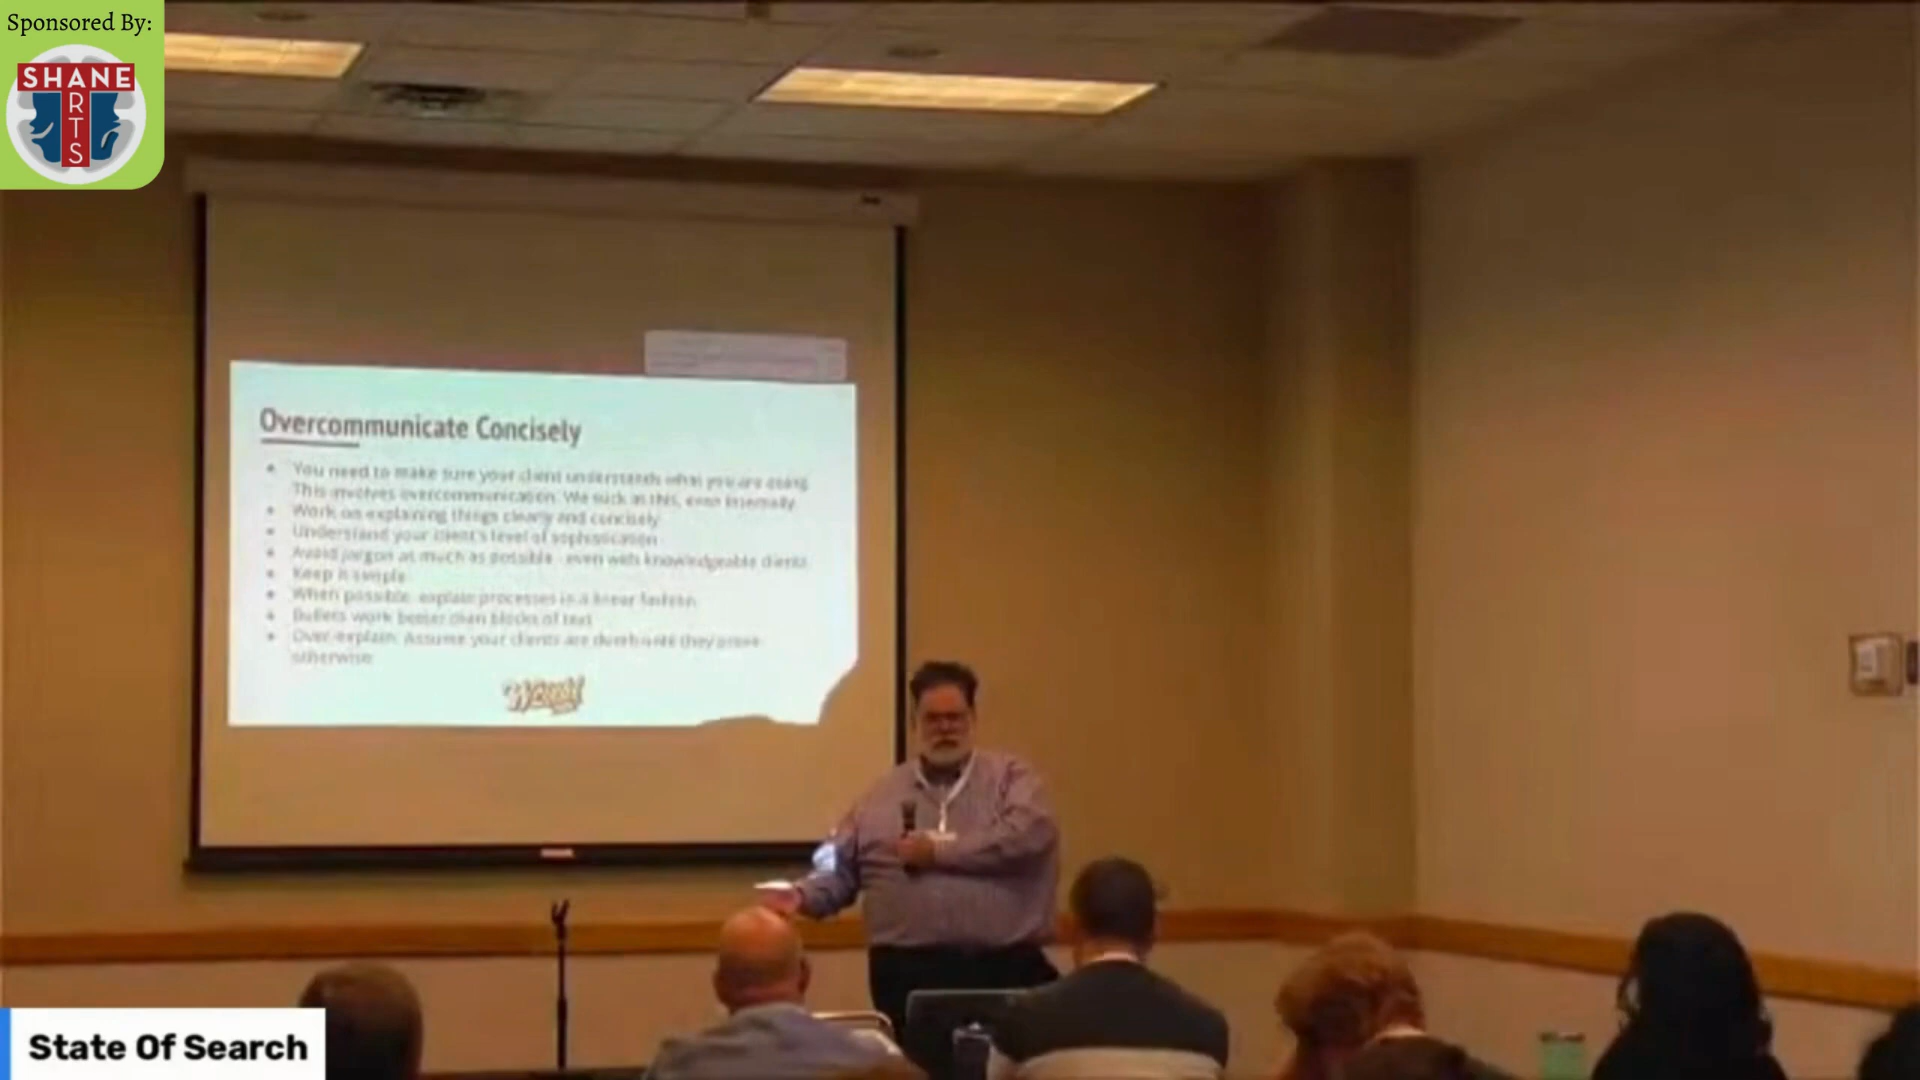 Sponsored By:
SHANE
ARTS
Overcommunicate Concisely
You need to make sure your client understands what you are doing.
This involves overcommunication. We suck at this, even internally.
Work on explaining things clearly and concisely
Understand your client's level of sophistication
Avoid jargon as much as possible - even with knowledgeable clients
Keep it simple
When possible, explain processes in a linear fashion
Bullets work better than blocks of text
Over-explain. Assume your clients are dumb until they prove
otherwise
State Of Search